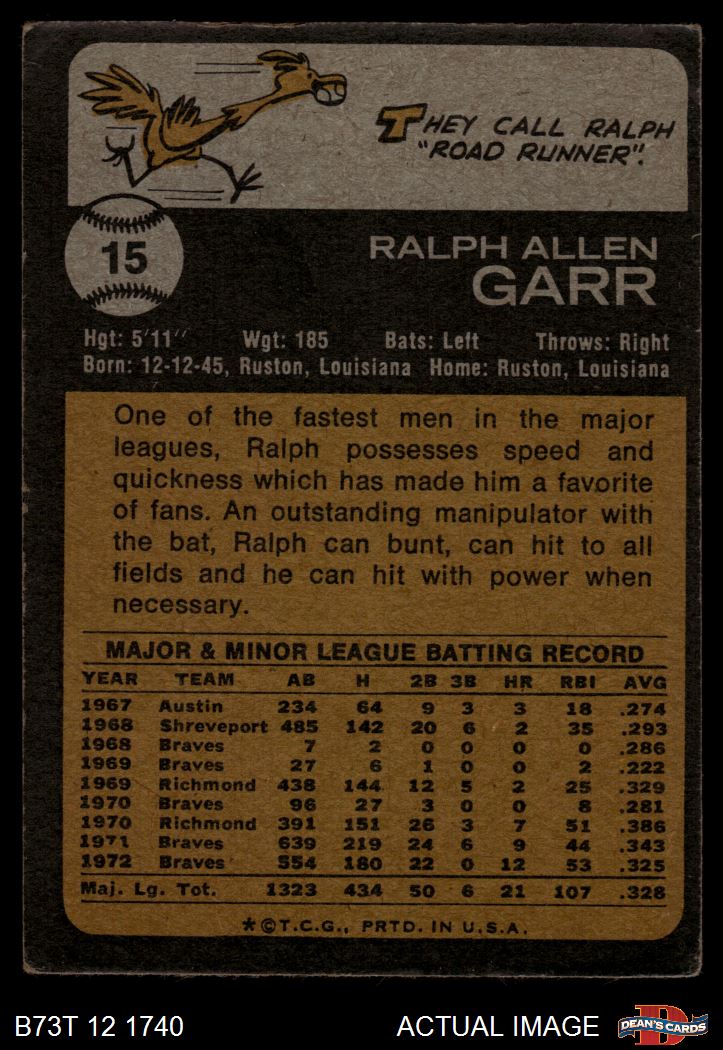 THEY CALL RALPH
"ROAD RUNNER".
15
RALPH ALLEN
GARR
Hgt: 5'11" Wgt: 185 Bats: Left Throws: Right
Born: 12-12-45, Ruston, Louisiana Home: Ruston, Louisiana
One of the fastest men in the major
leagues, Ralph possesses speed and
quickness which has made him a favorite
of fans. An outstanding manipulator with
the bat, Ralph can bunt, can hit to all
fields and he can hit with power when
necessary.
MAJOR & MINOR LEAGUE BATTING RECORD
YEAR TEAM AB H 2B 3B HR RBI AVG
1967 Austin 234 64 9 3 3 18 .274
1968 Shreveport 485 142 20 6 2 35 .293
1968 Braves 7 2 0 0 0 0 .286
1969 Braves 27 6 1 0 0 2 .222
1969 Richmond 438 144 12 5 2 25 .329
1970 Braves 96 27 3 0 0 8 .281
1970 Richmond 391 151 26 3 7 51 .386
1971 Braves 639 219 24 6 9 44 .343
1972 Braves 554 180 22 0 12 53 .325
Maj. Lg. Tot. 1323 434 50 6 21 107 .328
*©T.C.G., PRTD. IN U.S.A.
B73T 12 1740 ACTUAL IMAGE DEAN'S CARDS